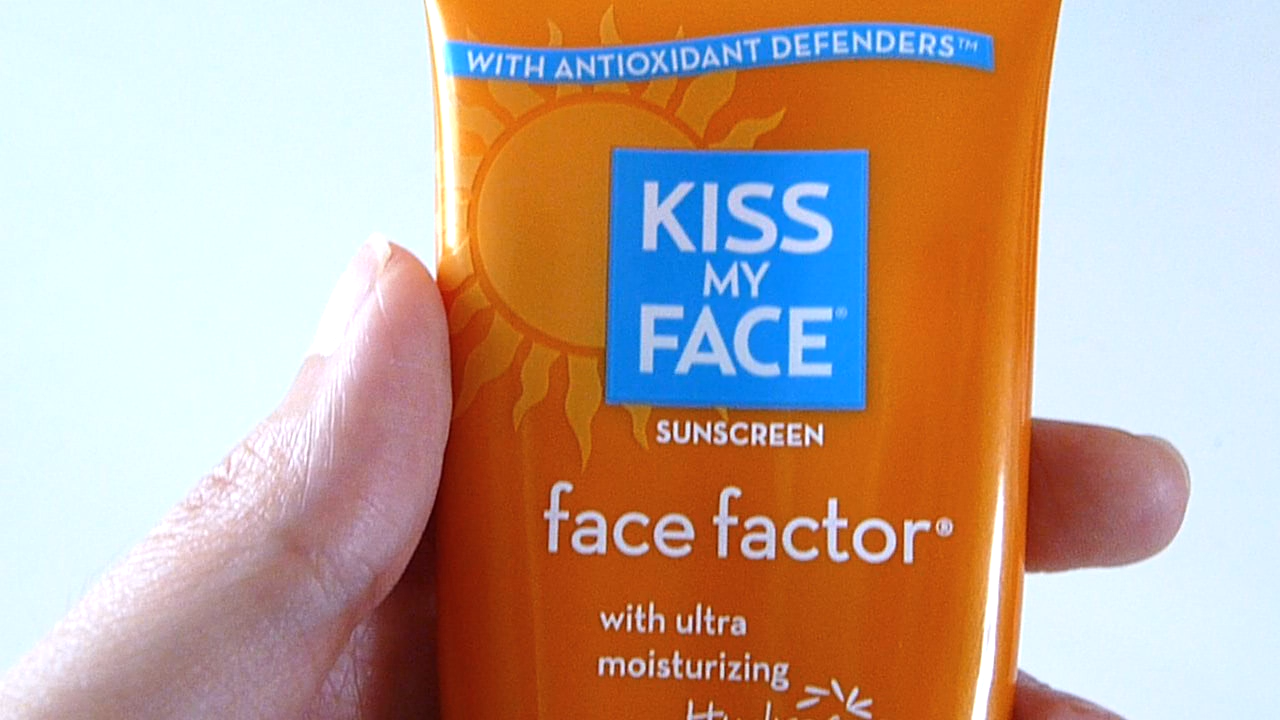 WITH ANTIOXIDANT DEFENDERS™
KISS
MY
FACE®
SUNSCREEN
face factor®
with ultra
moisturizing